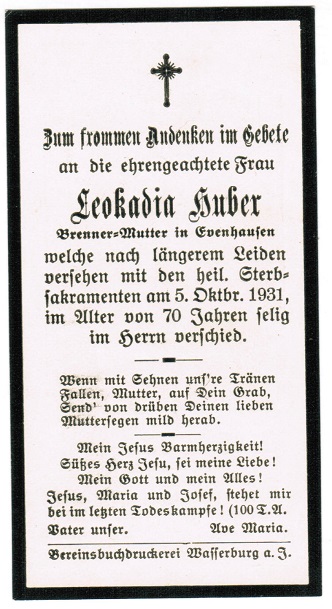 Zum frommen Andenken im Gebete
an die ehrengeachtete Frau
Leokadia Huber
Brenner-Mutter in Evenhausen
welche nach längerem Leiden
versehen mit den heil. Sterb-
sakramenten am 5. Oktbr. 1931,
im Alter von 70 Jahren selig
im Herrn verschied.
Wenn mit Sehnen uns're Tränen
Fallen, Mutter, auf Dein Grab,
Send' von drüben Deinen lieben
Muttersegen mild herab.
Mein Jesus Barmherzigkeit!
Süßes Herz Jesu, sei meine Liebe!
Mein Gott und mein Alles!
Jesus, Maria und Josef, stehet mir
bei im letzten Todeskampfe! (100 T.A.
Vater unser. Ave Maria.
Vereinsbuchdruckerei Wasserburg a. J.